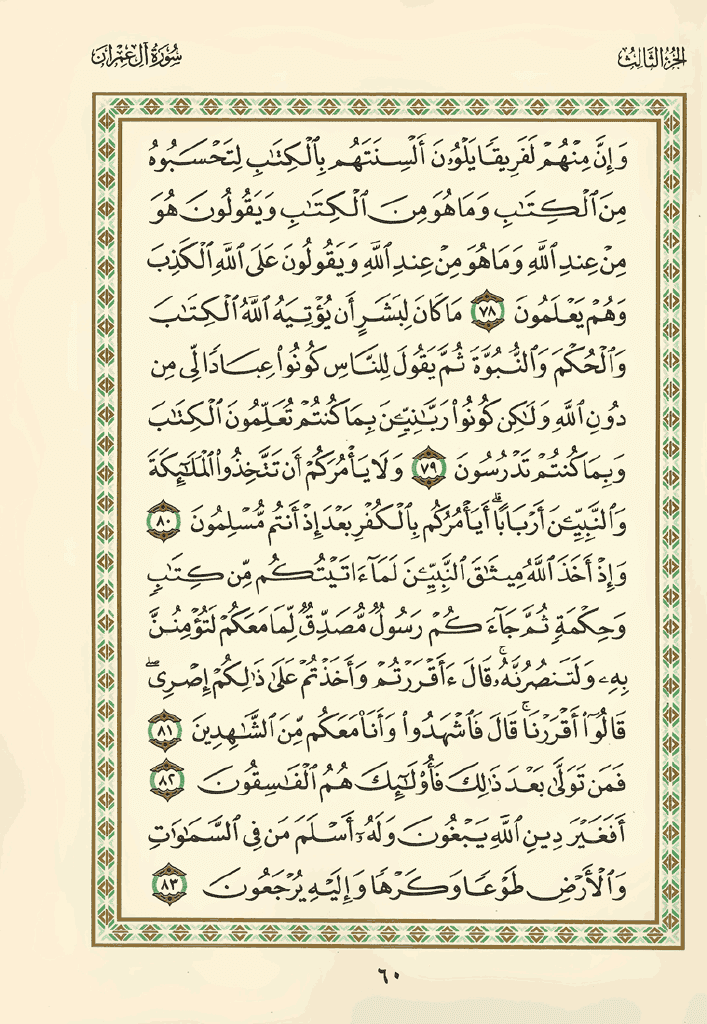 الجزء الثالث
سورة آل عمران
وَإِنَّ مِنْهُمْ لَفَرِيقًا يَلْوُۥنَ أَلْسِنَتَهُم بِٱلْكِتَٰبِ لِتَحْسَبُوهُ
مِنَ ٱلْكِتَٰبِ وَمَا هُوَ مِنَ ٱلْكِتَٰبِ وَيَقُولُونَ هُوَ
مِنْ عِندِ ٱللَّهِ وَمَا هُوَ مِنْ عِندِ ٱللَّهِ وَيَقُولُونَ عَلَى ٱللَّهِ ٱلْكَذِبَ
وَهُمْ يَعْلَمُونَ ٧٨ مَا كَانَ لِبَشَرٍ أَن يُؤْتِيَهُ ٱللَّهُ ٱلْكِتَٰبَ
وَٱلْحُكْمَ وَٱلنُّبُوَّةَ ثُمَّ يَقُولَ لِلنَّاسِ كُونُوا۟ عِبَادًا لِّى مِن
دُونِ ٱللَّهِ وَلَٰكِن كُونُوا۟ رَبَّٰنِيِّۦنَ بِمَا كُنتُمْ تُعَلِّمُونَ ٱلْكِتَٰبَ
وَبِمَا كُنتُمْ تَدْرُسُونَ ٧٩ وَلَا يَأْمُرَكُمْ أَن تَتَّخِذُوا۟ ٱلْمَلَٰٓئِكَةَ
وَٱلنَّبِيِّۦنَ أَرْبَابًا ۗ أَيَأْمُرُكُم بِٱلْكُفْرِ بَعْدَ إِذْ أَنتُم مُّسْلِمُونَ ٨٠
وَإِذْ أَخَذَ ٱللَّهُ مِيثَٰقَ ٱلنَّبِيِّۦنَ لَمَآ ءَاتَيْتُكُم مِّن كِتَٰبٍ
وَحِكْمَةٍ ثُمَّ جَآءَكُمْ رَسُولٌ مُّصَدِّقٌ لِّمَا مَعَكُمْ لَتُؤْمِنُنَّ
بِهِۦ وَلَتَنصُرُنَّهُۥ ۚ قَالَ ءَأَقْرَرْتُمْ وَأَخَذْتُمْ عَلَىٰ ذَٰلِكُمْ إِصْرِى ۖ
قَالُوٓا۟ أَقْرَرْنَا ۚ قَالَ فَٱشْهَدُوا۟ وَأَنَا۠ مَعَكُم مِّنَ ٱلشَّٰهِدِينَ ٨١
فَمَن تَوَلَّىٰ بَعْدَ ذَٰلِكَ فَأُو۟لَٰٓئِكَ هُمُ ٱلْفَٰسِقُونَ ٨٢
أَفَغَيْرَ دِينِ ٱللَّهِ يَبْغُونَ وَلَهُۥٓ أَسْلَمَ مَن فِى ٱلسَّمَٰوَٰتِ
وَٱلْأَرْضِ طَوْعًا وَكَرْهًا وَإِلَيْهِ يُرْجَعُونَ ٨٣
٦٠